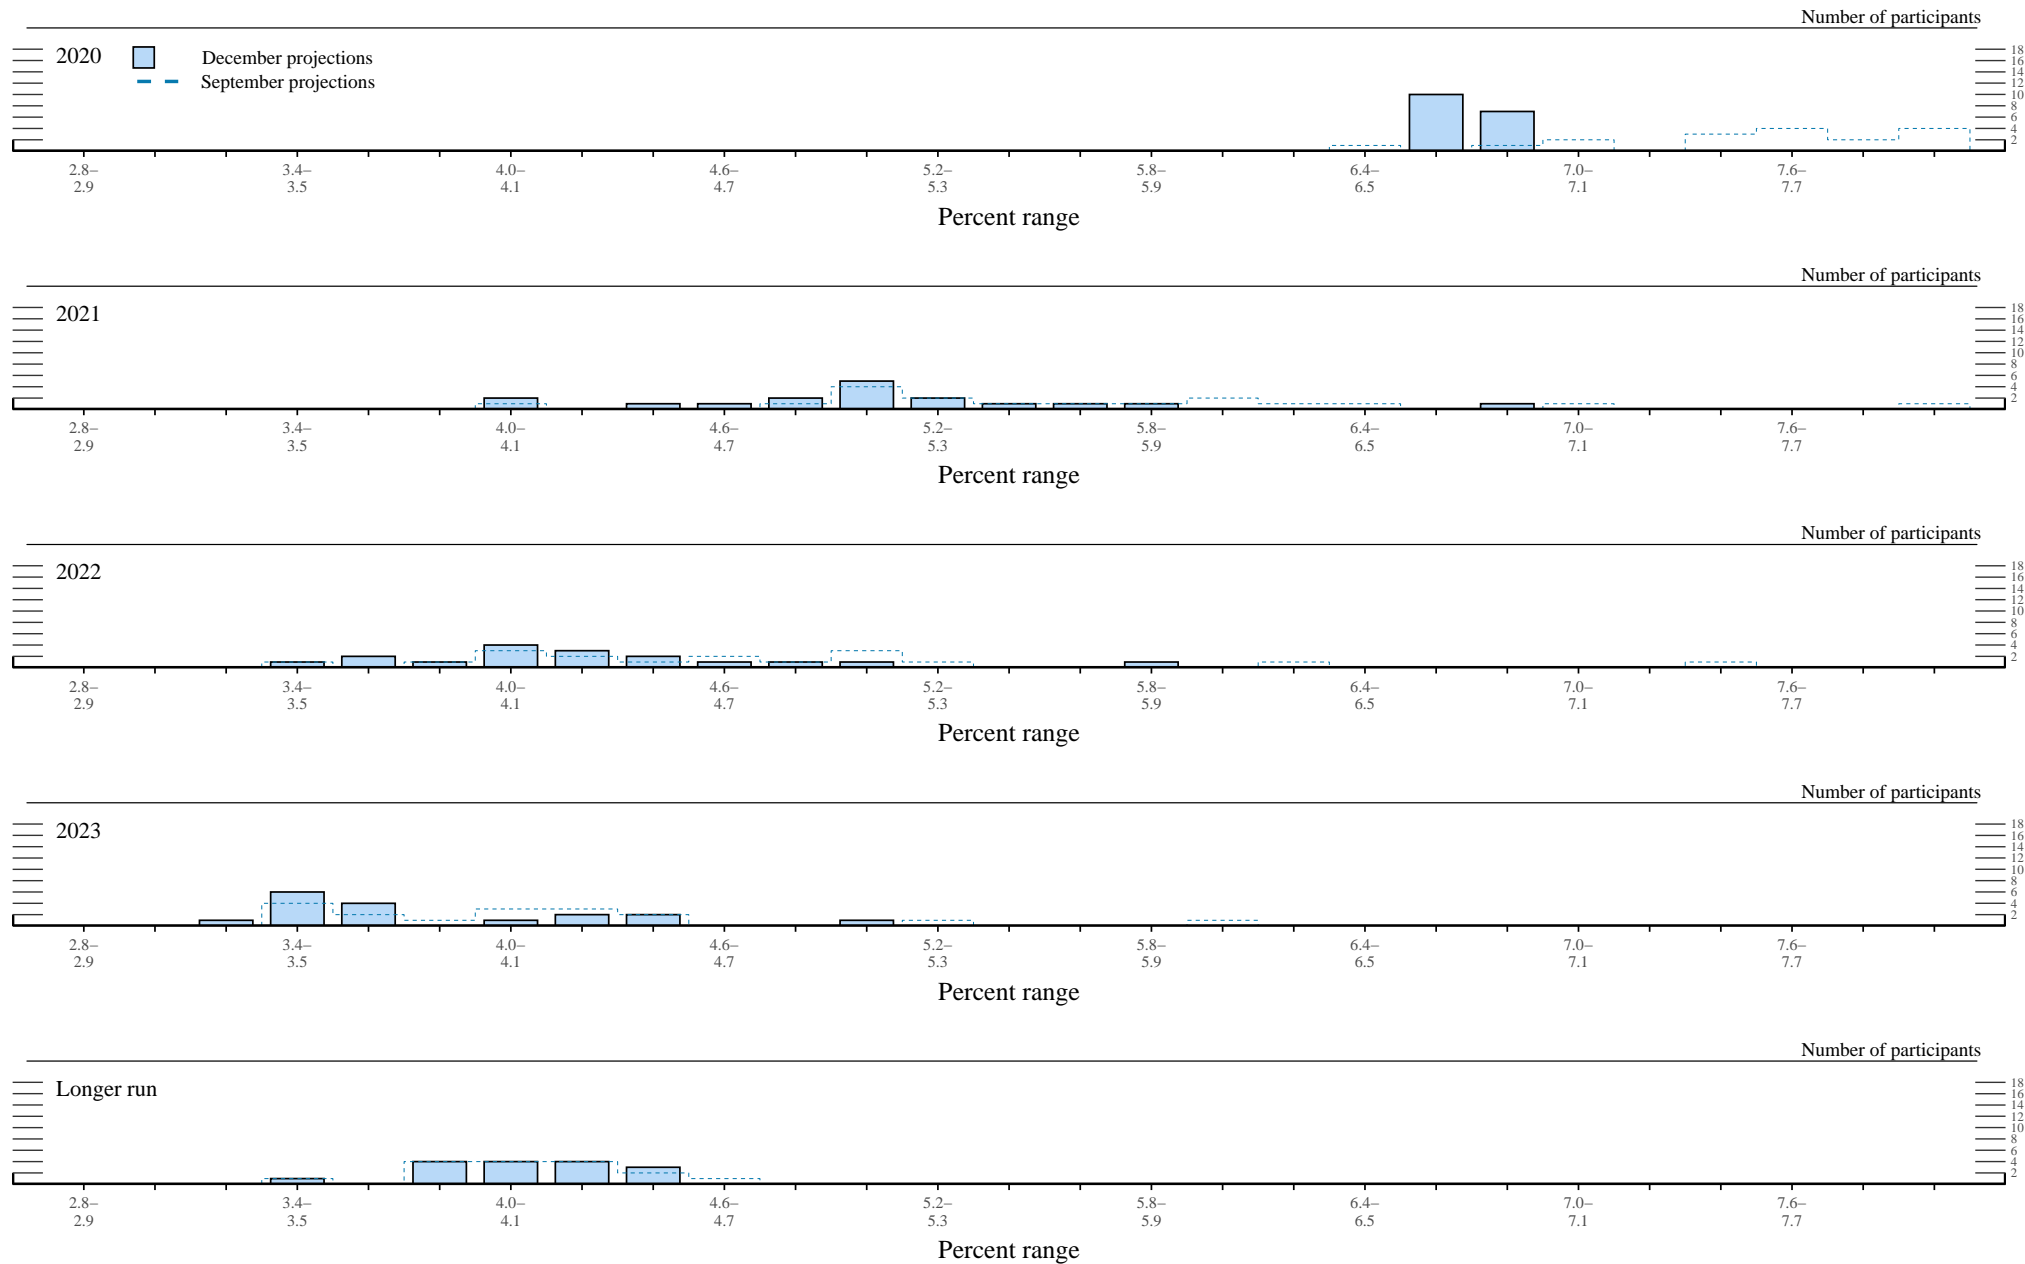 Number of participants
2020
December projections
September projections
18
16
14
12
10
8
6
4
2
2.8– 3.4– 4.0– 4.6– 5.2– 5.8– 6.4– 7.0– 7.6–
2.9 3.5 4.1 4.7 5.3 5.9 6.5 7.1 7.7
Percent range
Number of participants
2021
18
16
14
12
10
8
6
4
2
2.8– 3.4– 4.0– 4.6– 5.2– 5.8– 6.4– 7.0– 7.6–
2.9 3.5 4.1 4.7 5.3 5.9 6.5 7.1 7.7
Percent range
Number of participants
2022
18
16
14
12
10
8
6
4
2
2.8– 3.4– 4.0– 4.6– 5.2– 5.8– 6.4– 7.0– 7.6–
2.9 3.5 4.1 4.7 5.3 5.9 6.5 7.1 7.7
Percent range
Number of participants
2023
18
16
14
12
10
8
6
4
2
2.8– 3.4– 4.0– 4.6– 5.2– 5.8– 6.4– 7.0– 7.6–
2.9 3.5 4.1 4.7 5.3 5.9 6.5 7.1 7.7
Percent range
Number of participants
Longer run
18
16
14
12
10
8
6
4
2
2.8– 3.4– 4.0– 4.6– 5.2– 5.8– 6.4– 7.0– 7.6–
2.9 3.5 4.1 4.7 5.3 5.9 6.5 7.1 7.7
Percent range